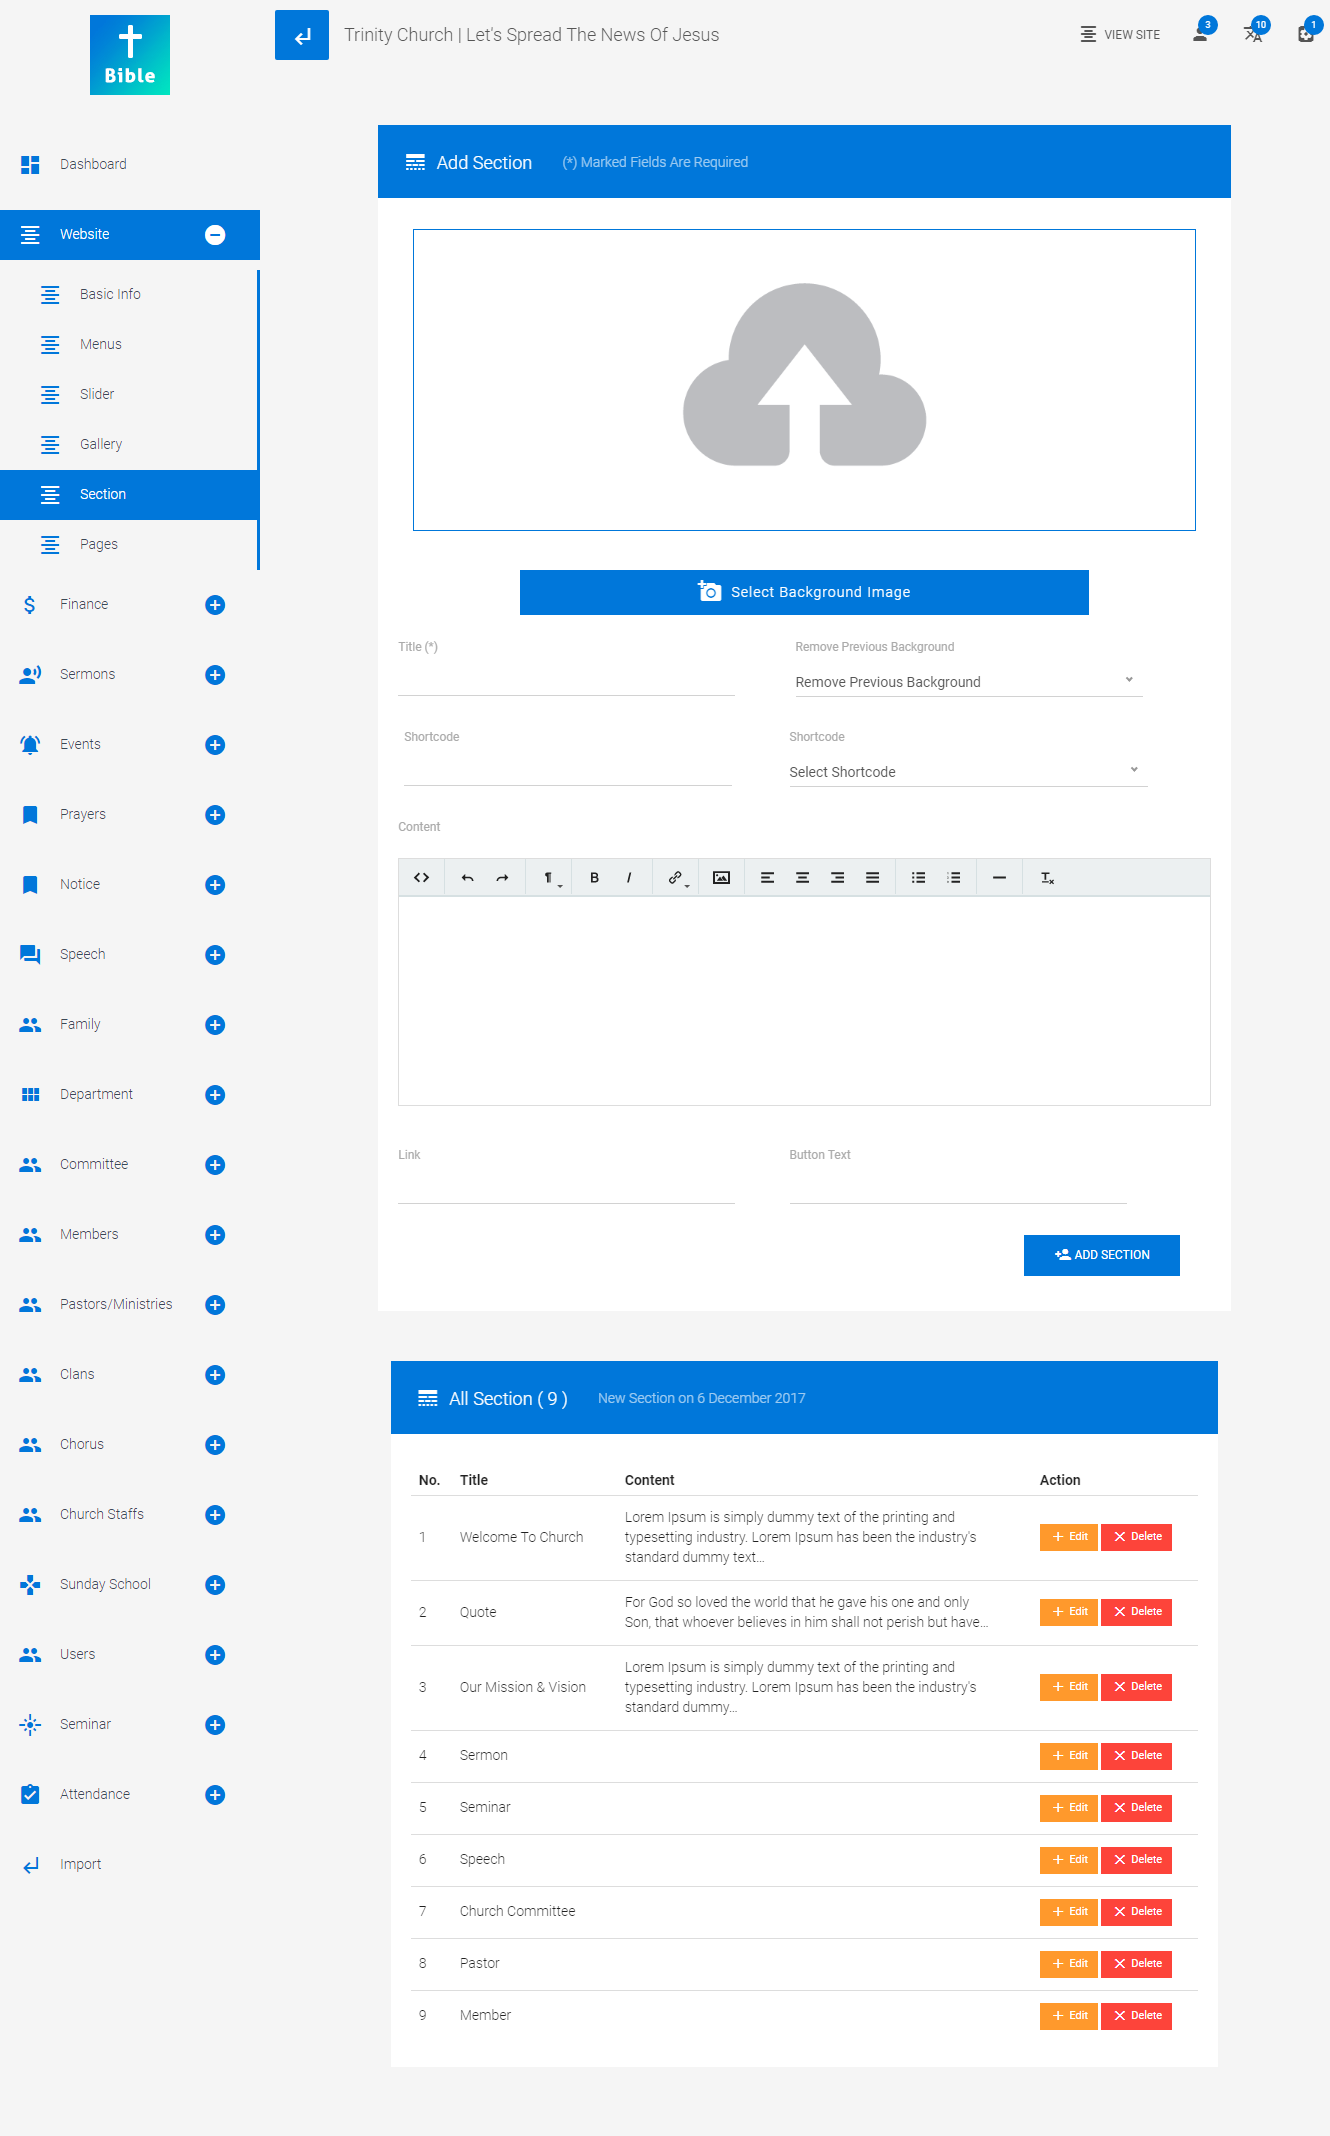 Bible
Trinity Church | Let's Spread The News Of Jesus
VIEW SITE
3
10
1
Dashboard
Website
Basic Info
Menus
Slider
Gallery
Section
Pages
Finance
Sermons
Events
Prayers
Notice
Speech
Family
Department
Committee
Members
Pastors/Ministries
Clans
Chorus
Church Staffs
Sunday School
Users
Seminar
Attendance
Import
Add Section (*) Marked Fields Are Required
Select Background Image
Title (*)
Remove Previous Background
Remove Previous Background
Shortcode
Shortcode
Select Shortcode
Content
Link
Button Text
ADD SECTION
All Section ( 9 ) New Section on 6 December 2017
No. Title Content Action
1 Welcome To Church
Lorem Ipsum is simply dummy text of the printing and
typesetting industry. Lorem Ipsum has been the industry's
standard dummy text...
Edit Delete
2 Quote
For God so loved the world that he gave his one and only
Son, that whoever believes in him shall not perish but have...
Edit Delete
3 Our Mission & Vision
Lorem Ipsum is simply dummy text of the printing and
typesetting industry. Lorem Ipsum has been the industry's
standard dummy...
Edit Delete
4 Sermon Edit Delete
5 Seminar Edit Delete
6 Speech Edit Delete
7 Church Committee Edit Delete
8 Pastor Edit Delete
9 Member Edit Delete